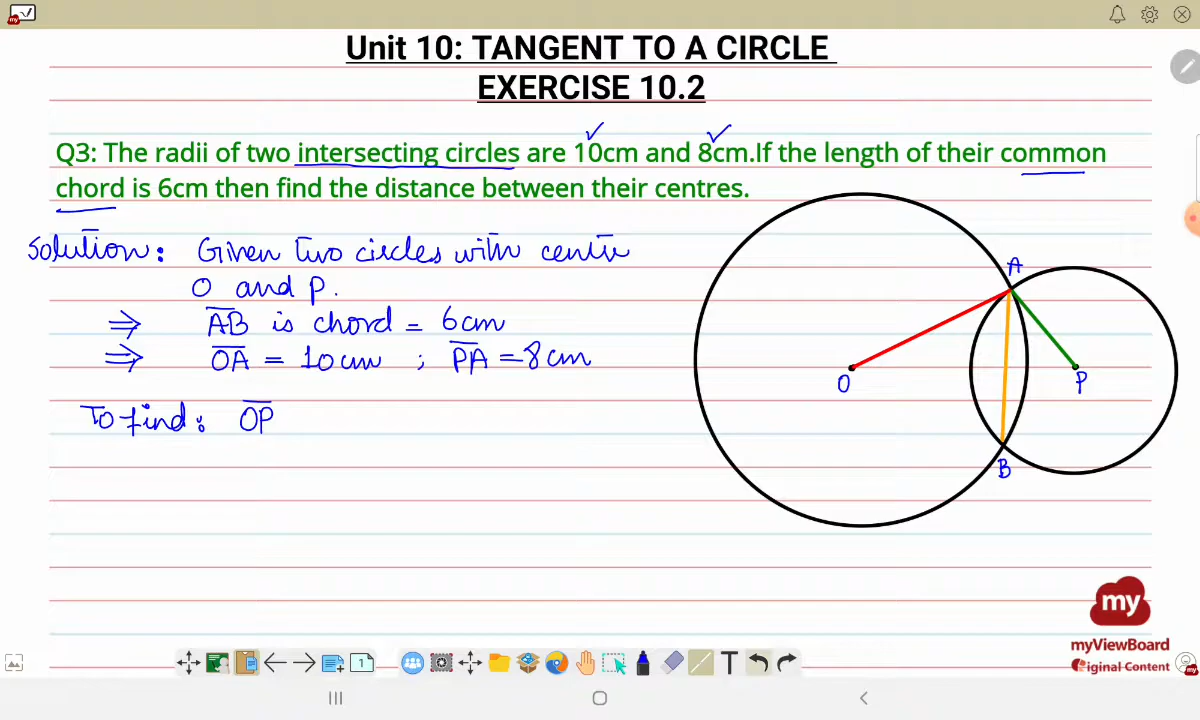 my
Unit 10: TANGENT TO A CIRCLE
EXERCISE 10.2
Q3: The radii of two intersecting circles are 10cm and 8cm.If the length of their common
chord is 6cm then find the distance between their centres.
Solution: Given two circles with centre
O and P.
⇒ AB is chord = 6cm
⇒ OA = 10cm ; PA = 8cm
To find: OP
A
O
P
B
my
myViewBoard
Original Content
1
T